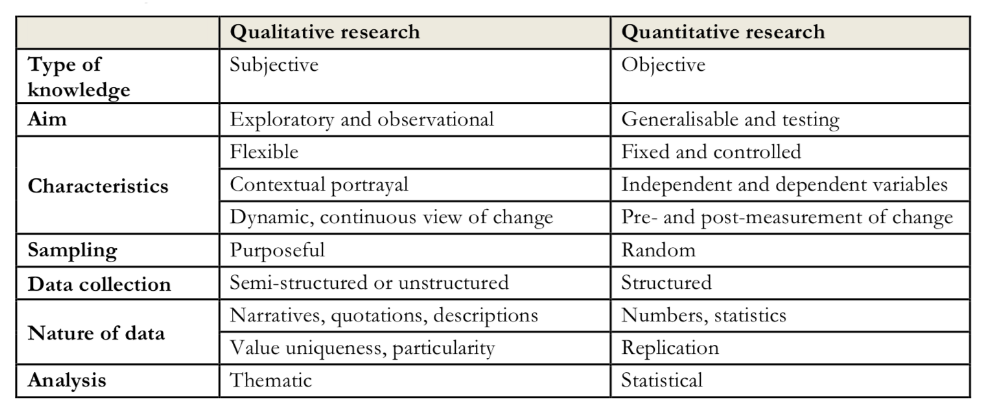 Qualitative research Quantitative research
Type of Subjective Objective
knowledge
Aim Exploratory and observational Generalisable and testing
Flexible Fixed and controlled
Characteristics Contextual portrayal Independent and dependent variables
Dynamic, continuous view of change Pre- and post-measurement of change
Sampling Purposeful Random
Data collection Semi-structured or unstructured Structured
Nature of data Narratives, quotations, descriptions Numbers, statistics
Value uniqueness, particularity Replication
Analysis Thematic Statistical